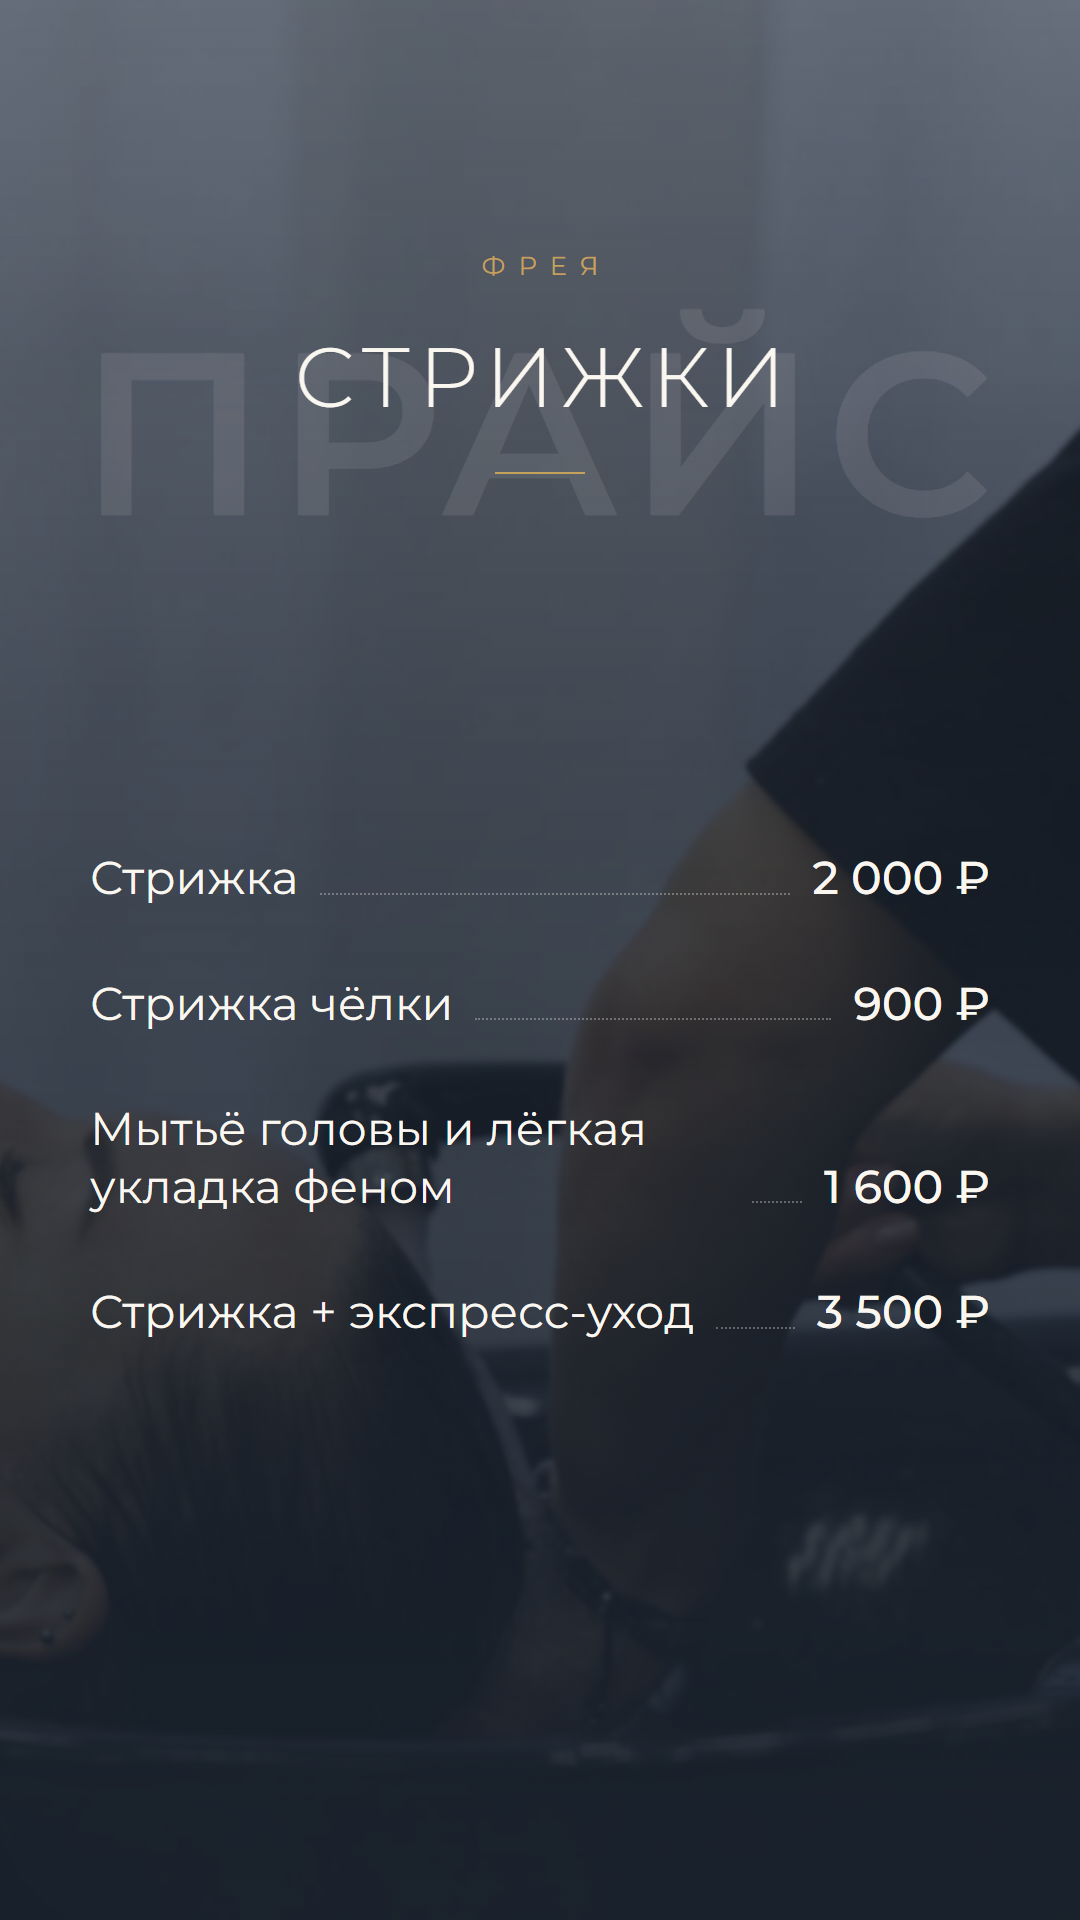 ФРЕЯ
ПРАЙС
СТРИЖКИ
Стрижка 2 000 ₽
Стрижка чёлки 900 ₽
Мытьё головы и лёгкая
укладка феном 1 600 ₽
Стрижка + экспресс-уход 3 500 ₽